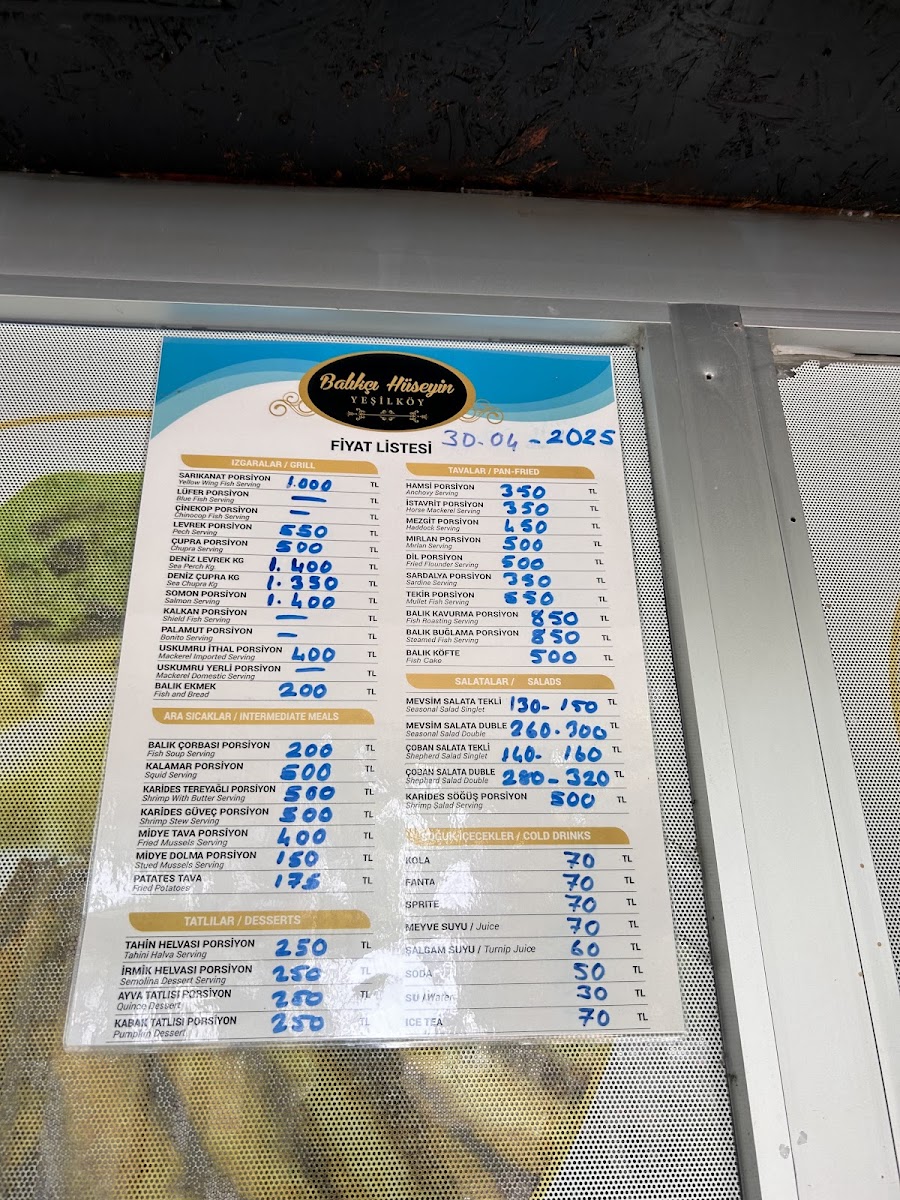 Balıkçı Hüseyin
YEŞİLKÖY
FİYAT LİSTESİ 30-04-2025
IZGARALAR / GRILL
SARIKANAT PORSİYON 1.000 TL
Yellow Wing Fish Serving
LÜFER PORSİYON — TL
Blue Fish Serving
ÇİNEKOP PORSİYON — TL
Chinocop Fish Serving
LEVREK PORSİYON 550 TL
Pech Serving
ÇUPRA PORSİYON 500 TL
Chupra Serving
DENİZ LEVREK KG 1.400 TL
Sea Perch Kg
DENİZ ÇUPRA KG 1.350 TL
Sea Chupra Kg
SOMON PORSİYON 1.400 TL
Salmon Serving
KALKAN PORSİYON — TL
Shield Fish Serving
PALAMUT PORSİYON — TL
Bonito Serving
USKUMRU İTHAL PORSİYON 400 TL
Mackerel Imported Serving
USKUMRU YERLİ PORSİYON — TL
Mackerel Domestic Serving
BALIK EKMEK 200 TL
Fish and Bread
ARA SICAKLAR / INTERMEDIATE MEALS
BALIK ÇORBASI PORSİYON 200 TL
Fish Soup Serving
KALAMAR PORSİYON 500 TL
Squid Serving
KARİDES TEREYAĞLI PORSİYON 500 TL
Shrimp With Butter Serving
KARİDES GÜVEÇ PORSİYON 500 TL
Shrimp Stew Serving
MİDYE TAVA PORSİYON 400 TL
Fried Mussels Serving
MİDYE DOLMA PORSİYON 150 TL
Stued Mussels Serving
PATATES TAVA 175 TL
Fried Potatoes
TATLILAR / DESSERTS
TAHİN HELVASI PORSİYON 250 TL
Tahini Halva Serving
İRMİK HELVASI PORSİYON 250 TL
Semolina Dessert Serving
AYVA TATLISI PORSİYON 250 TL
Quince Dessert
KABAK TATLISI PORSİYON 250 TL
Pumpkin Dessert
TAVALAR / PAN-FRIED
HAMSİ PORSİYON 350 TL
Anchovy Serving
İSTAVRİT PORSİYON 350 TL
Horse Mackerel Serving
MEZGİT PORSİYON 450 TL
Haddock Serving
MIRLAN PORSİYON 500 TL
Mırlan Serving
DİL PORSİYON 500 TL
Fried Flounder Serving
SARDALYA PORSİYON 350 TL
Sardine Serving
TEKİR PORSİYON 550 TL
Mullet Fish Serving
BALIK KAVURMA PORSİYON 850 TL
Fish Roasting Serving
BALIK BUĞLAMA PORSİYON 850 TL
Steamed Fish Serving
BALIK KÖFTE 500 TL
Fish Cake
SALATALAR / SALADS
MEVSİM SALATA TEKLİ 130-150 TL
Seasonal Salad Singlet
MEVSİM SALATA DUBLE 260-300 TL
Seasonal Salad Double
ÇOBAN SALATA TEKLİ 140-160 TL
Shepherd Salad Singlet
ÇOBAN SALATA DUBLE 280-320 TL
Shepherd Salad Double
KARİDES SÖĞÜŞ PORSİYON 500 TL
Shrimp Salad Serving
SOĞUK İÇECEKLER / COLD DRINKS
KOLA 70 TL
FANTA 70 TL
SPRITE 70 TL
MEYVE SUYU / Juice 70 TL
ŞALGAM SUYU / Turnip Juice 60 TL
SODA 50 TL
SU / Water 30 TL
ICE TEA 70 TL